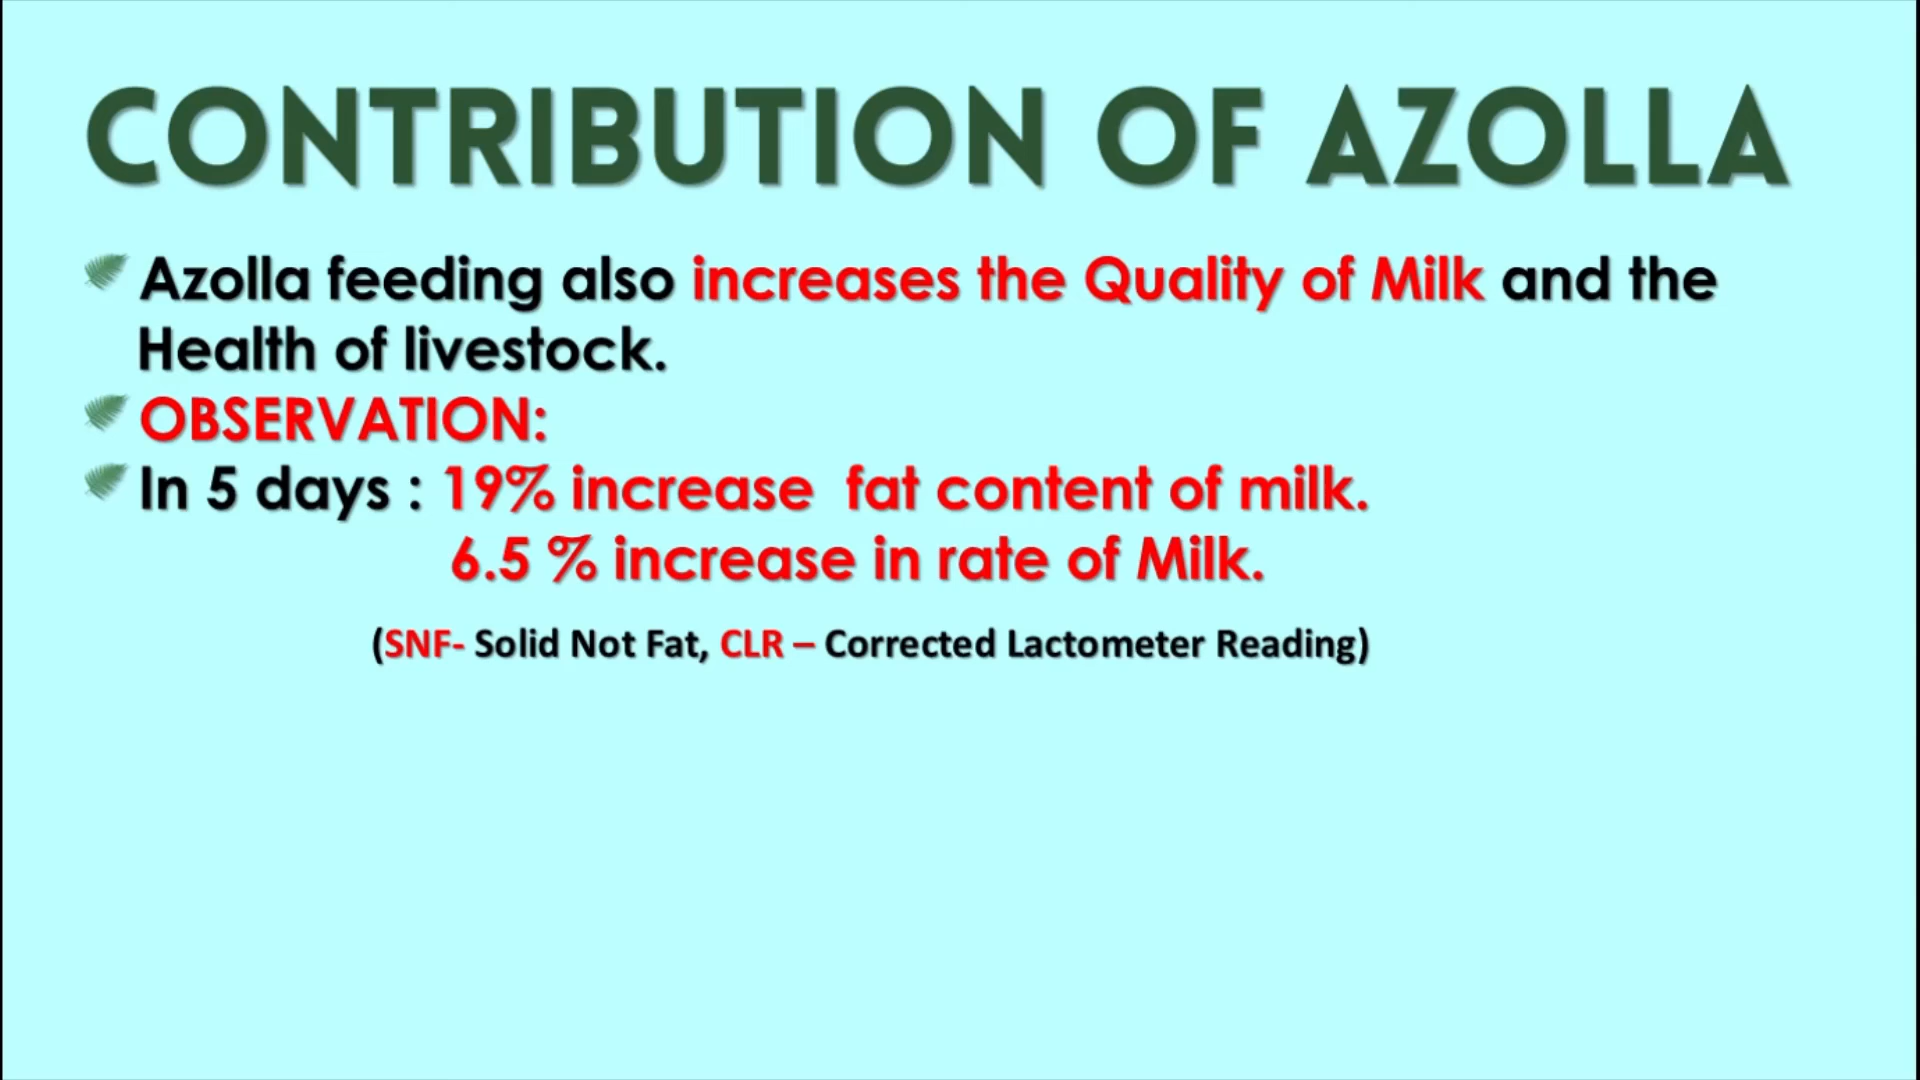 CONTRIBUTION OF AZOLLA
Azolla feeding also increases the Quality of Milk and the
Health of livestock.
OBSERVATION:
In 5 days : 19% increase  fat content of milk.
6.5 % increase in rate of Milk.
(SNF- Solid Not Fat, CLR – Corrected Lactometer Reading)